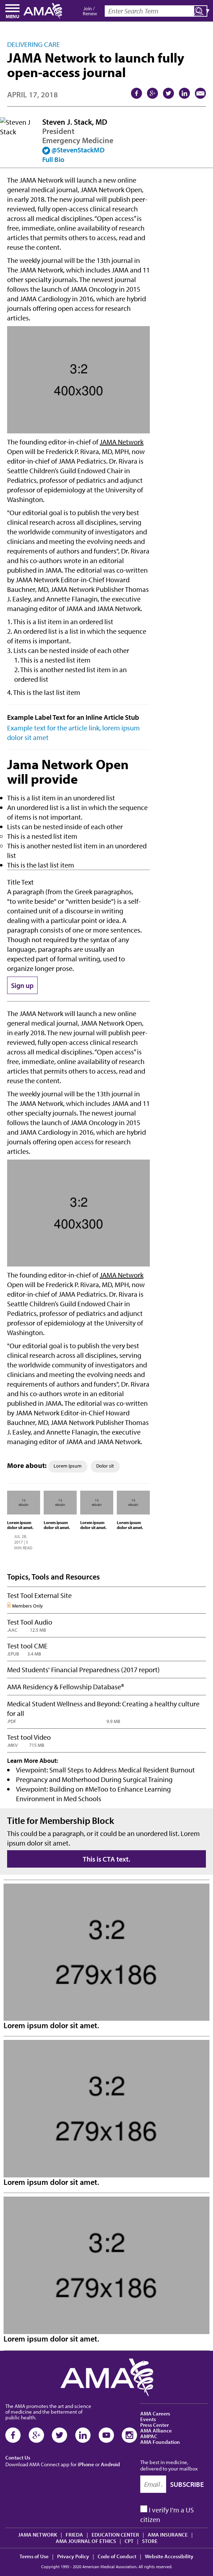 MENU
AMA
Join /
Renew
Enter Search Term
DELIVERING CARE
JAMA Network to launch fully
open-access journal
APRIL 17, 2018
Steven J.
Stack
Steven J. Stack, MD
President
Emergency Medicine
@StevenStackMD
Full Bio
The JAMA Network will launch a new online
general medical journal, JAMA Network Open,
in early 2018. The new journal will publish peer-
reviewed, fully open-access clinical research
across all medical disciplines. “Open access” is
free, immediate, online availability of research
articles that permits others to access, read and
reuse the content.
The weekly journal will be the 13th journal in
The JAMA Network, which includes JAMA and 11
other specialty journals. The newest journal
follows the launch of JAMA Oncology in 2015
and JAMA Cardiology in 2016, which are hybrid
journals offering open access for research
articles.
3:2
400x300
The founding editor-in-chief of JAMA Network
Open will be Frederick P. Rivara, MD, MPH, now
editor-in-chief of JAMA Pediatrics. Dr. Rivara is
Seattle Children’s Guild Endowed Chair in
Pediatrics, professor of pediatrics and adjunct
professor of epidemiology at the University of
Washington.
“Our editorial goal is to publish the very best
clinical research across all disciplines, serving
the worldwide community of investigators and
clinicians and meeting the evolving needs and
requirements of authors and funders”, Dr. Rivara
and his co-authors wrote in an editorial
published in JAMA. The editorial was co-written
by JAMA Network Editor-in-Chief Howard
Bauchner, MD, JAMA Network Publisher Thomas
J. Easley, and Annette Flanagin, the executive
managing editor of JAMA and JAMA Network.
1. This is a list item in an ordered list
2. An ordered list is a list in which the sequence
of items is important.
3. Lists can be nested inside of each other
1. This is a nested list item
2. This is another nested list item in an
ordered list
4. This is the last list item
Example Label Text for an Inline Article Stub
Example text for the article link, lorem ipsum
dolor sit amet
Jama Network Open
will provide
This is a list item in an unordered list
An unordered list is a list in which the sequence
of items is not important.
Lists can be nested inside of each other
This is a nested list item
This is another nested list item in an unordered
list
This is the last list item
Title Text
A paragraph (from the Greek paragraphos,
“to write beside” or “written beside”) is a self-
contained unit of a discourse in writing
dealing with a particular point or idea. A
paragraph consists of one or more sentences.
Though not required by the syntax of any
language, paragraphs are usually an
expected part of formal writing, used to
organize longer prose.
Sign up
The JAMA Network will launch a new online
general medical journal, JAMA Network Open,
in early 2018. The new journal will publish peer-
reviewed, fully open-access clinical research
across all medical disciplines. “Open access” is
free, immediate, online availability of research
articles that permits others to access, read and
reuse the content.
The weekly journal will be the 13th journal in
The JAMA Network, which includes JAMA and 11
other specialty journals. The newest journal
follows the launch of JAMA Oncology in 2015
and JAMA Cardiology in 2016, which are hybrid
journals offering open access for research
articles.
3:2
400x300
The founding editor-in-chief of JAMA Network
Open will be Frederick P. Rivara, MD, MPH, now
editor-in-chief of JAMA Pediatrics. Dr. Rivara is
Seattle Children’s Guild Endowed Chair in
Pediatrics, professor of pediatrics and adjunct
professor of epidemiology at the University of
Washington.
“Our editorial goal is to publish the very best
clinical research across all disciplines, serving
the worldwide community of investigators and
clinicians and meeting the evolving needs and
requirements of authors and funders”, Dr. Rivara
and his co-authors wrote in an editorial
published in JAMA. The editorial was co-written
by JAMA Network Editor-in-Chief Howard
Bauchner, MD, JAMA Network Publisher Thomas
J. Easley, and Annette Flanagin, the executive
managing editor of JAMA and JAMA Network.
More about: Lorem Ipsum Dolor sit
Lorem ipsum dolor sit amet. Lorem ipsum dolor sit amet. Lorem ipsum dolor sit amet. Lorem ipsum dolor sit amet.
JUL 28,
2017 | 5
MIN READ
Topics, Tools and Resources
Test Tool External Site
Members Only
Test Tool Audio
.AAC 12.5 MB
Test tool CME
.EPUB 3.4 MB
Med Students' Financial Preparedness (2017 report)
AMA Residency & Fellowship Database®
Medical Student Wellness and Beyond: Creating a healthy culture
for all
.PDF 9.9 MB
Test tool Video
.MKV 715 MB
Learn More About:
Viewpoint: Small Steps to Address Medical Resident Burnout
Pregnancy and Motherhood During Surgical Training
Viewpoint: Building on #MeToo to Enhance Learning
Environment in Med Schools
Title for Membership Block
This could be a paragraph, or it could be an unordered list. Lorem
ipsum dolor sit amet.
This is CTA text.
3:2
279x186
Lorem ipsum dolor sit amet.
3:2
279x186
Lorem ipsum dolor sit amet.
3:2
279x186
Lorem ipsum dolor sit amet.
AMA
The AMA promotes the art and science
of medicine and the betterment of
public health.
Contact Us
Download AMA Connect app for iPhone or Android
AMA Careers
Events
Press Center
AMA Alliance
AMPAC
AMA Foundation
The best in medicine,
delivered to your mailbox
Email... SUBSCRIBE
I verify I'm a US
citizen
JAMA NETWORK | FRIEDA | EDUCATION CENTER | AMA INSURANCE |
AMA JOURNAL OF ETHICS | CPT | STORE
Terms of Use | Privacy Policy | Code of Conduct | Website Accessibility
Copyright 1995 - 2020 American Medical Association. All rights reserved.